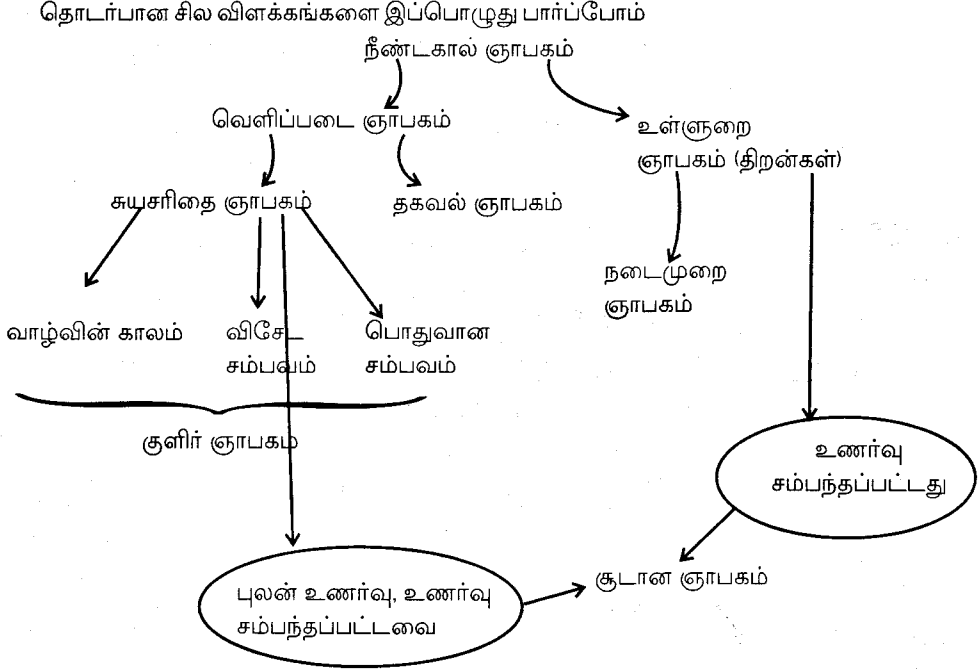 தொடர்பான சில விளக்கங்களை இப்பொழுது பார்ப்போம்
நீண்டகால ஞாபகம்
வெளிப்படை ஞாபகம்
உள்ளுறை
ஞாபகம் (திறன்கள்)
சுயசரிதை ஞாபகம்
தகவல் ஞாபகம்
நடைமுறை
ஞாபகம்
வாழ்வின் காலம்
விசேட
சம்பவம்
பொதுவான
சம்பவம்
குளிர் ஞாபகம்
உணர்வு
சம்பந்தப்பட்டது
சூடான ஞாபகம்
புலன் உணர்வு, உணர்வு
சம்பந்தப்பட்டவை